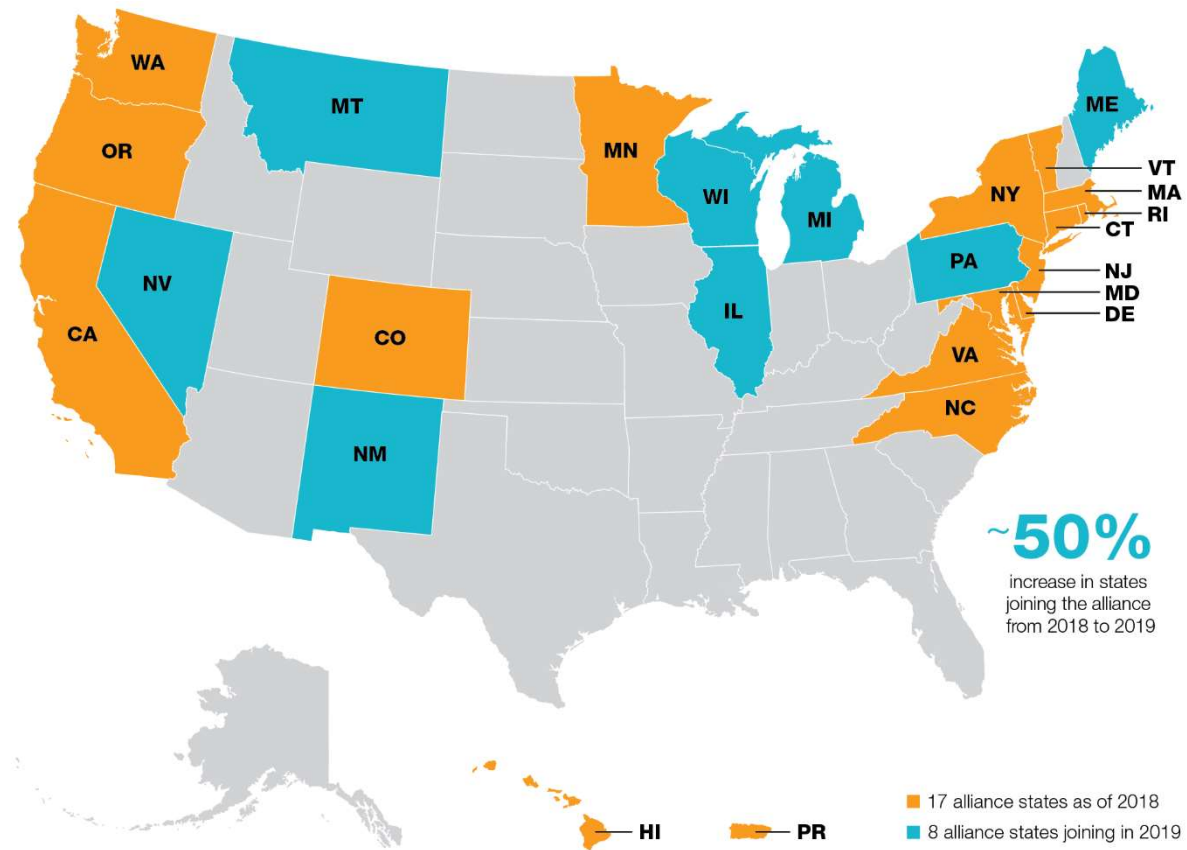 WA
MT
ME
OR
MN
VT
NY
MA
WI
RI
MI
CT
PA
NV
NJ
MD
IL
DE
CA
CO
VA
NC
NM
~50%
increase in states
joining the alliance
from 2018 to 2019
17 alliance states as of 2018
8 alliance states joining in 2019
HI
PR